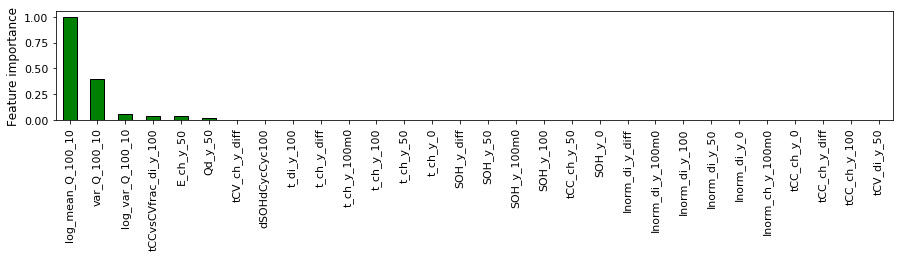 Feature importance
1.00
0.75
0.50
0.25
0.00
log_mean_Q_100_10
var_Q_100_10
log_var_Q_100_10
tCCvsCVfrac_di_y_100
E_ch_y_50
Qd_y_50
tCV_ch_y_diff
dSOHdCycCyc100
t_di_y_100
t_ch_y_diff
t_ch_y_100m0
t_ch_y_100
t_ch_y_50
t_ch_y_0
SOH_y_diff
SOH_y_50
SOH_y_100m0
SOH_y_100
tCC_ch_y_50
SOH_y_0
Inorm_di_y_diff
Inorm_di_y_100m0
Inorm_di_y_100
Inorm_di_y_50
Inorm_di_y_0
Inorm_ch_y_100m0
tCC_ch_y_0
tCC_ch_y_diff
tCC_ch_y_100
tCV_di_y_50